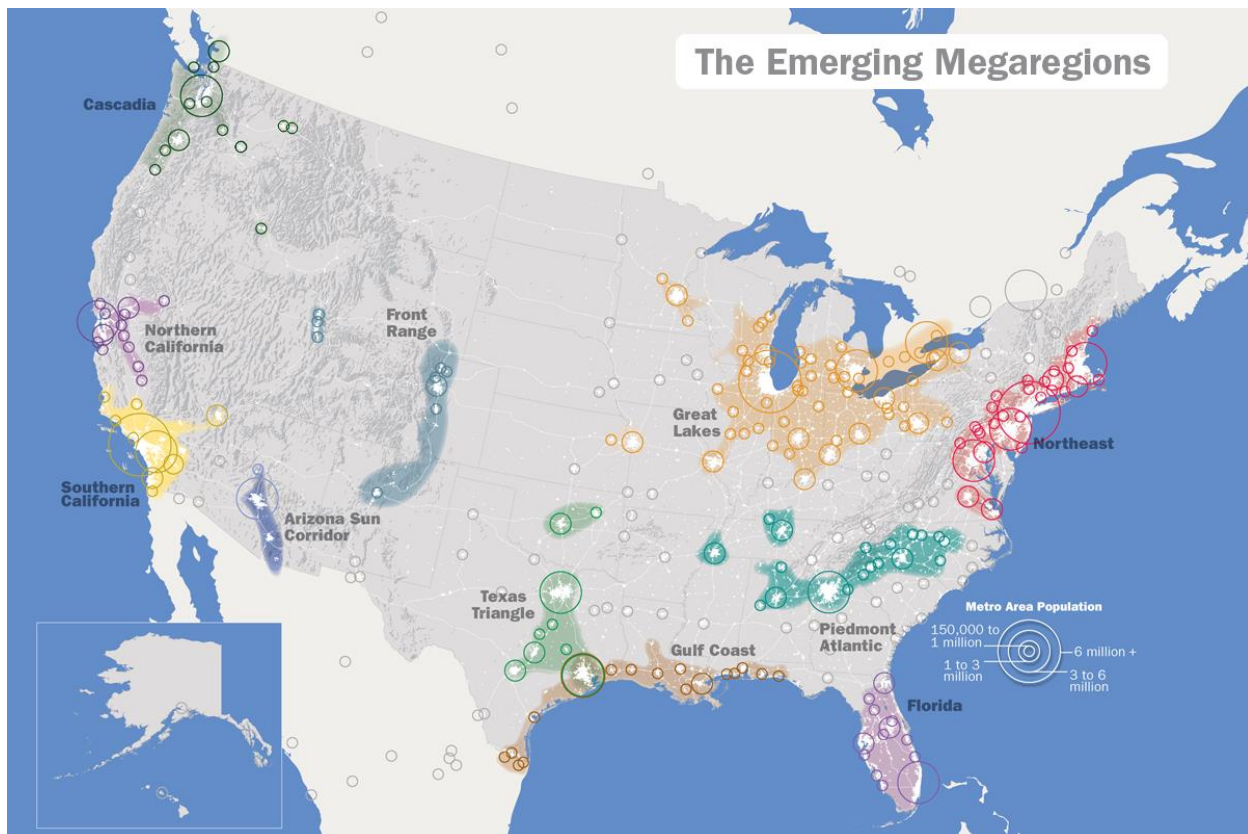 The Emerging Megaregions
Cascadia
Northern
California
Front
Range
Great
Lakes
Northeast
Southern
California
Arizona Sun
Corridor
Texas
Triangle
Gulf Coast
Piedmont
Atlantic
Florida
Metro Area Population
150,000 to
1 million
1 to 3
million
6 million +
3 to 6
million